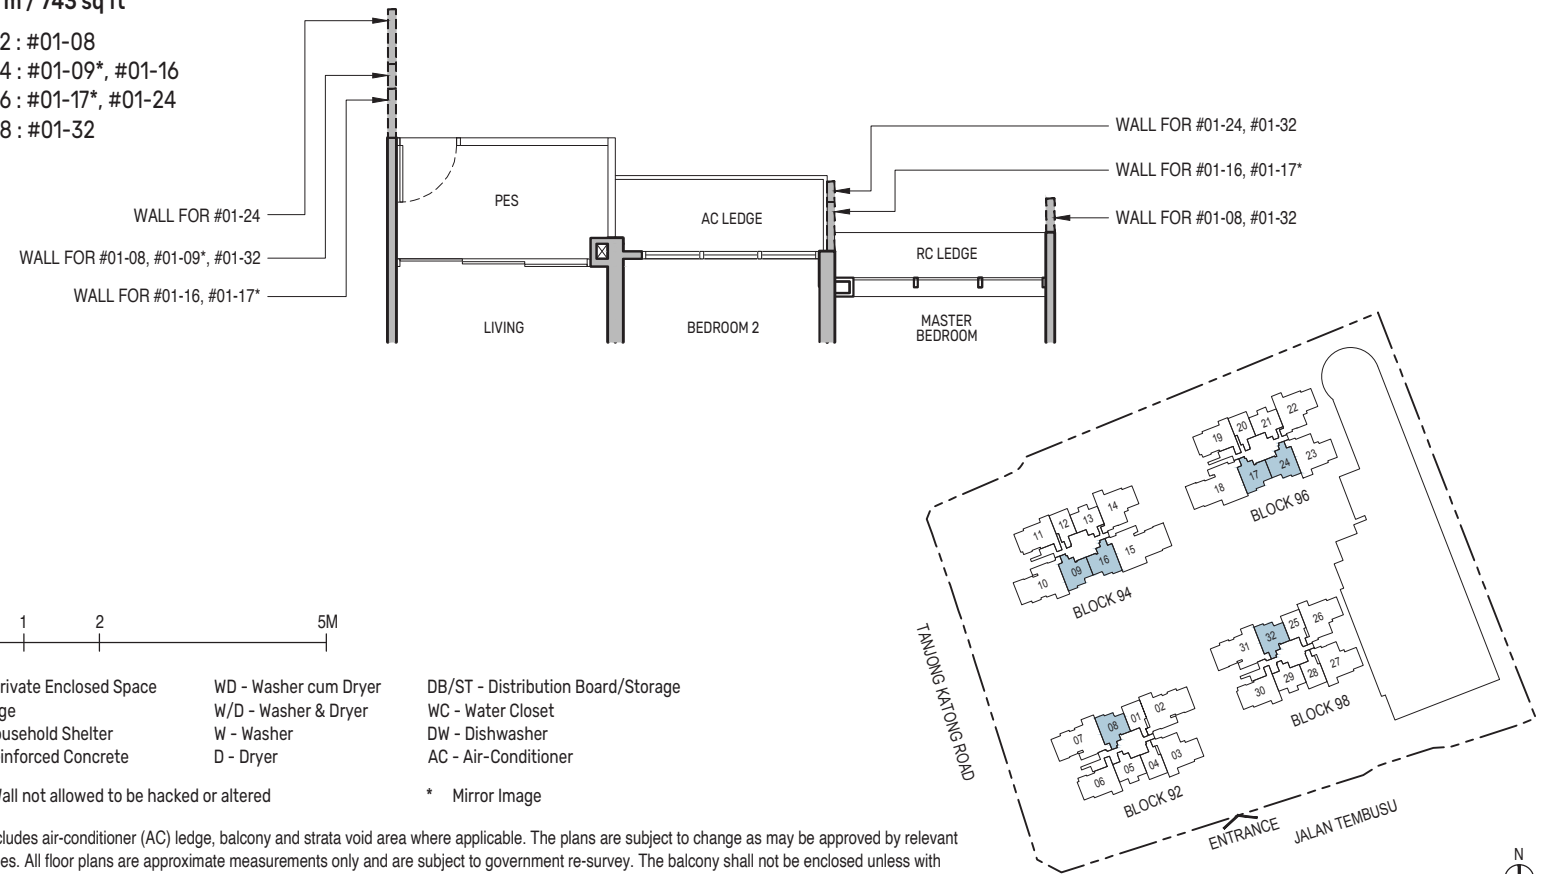 m / 743 sq ft
2 : #01-08
4 : #01-09*, #01-16
6 : #01-17*, #01-24
8 : #01-32
WALL FOR #01-24
WALL FOR #01-08, #01-09*, #01-32
WALL FOR #01-16, #01-17*
PES
AC LEDGE
RC LEDGE
LIVING
BEDROOM 2
MASTER
BEDROOM
WALL FOR #01-24, #01-32
WALL FOR #01-16, #01-17*
WALL FOR #01-08, #01-32
19
20
21
22
18
17
24
23
BLOCK 96
11
12
13
14
10
09
16
15
BLOCK 94
31
32
25
26
30
29
28
27
BLOCK 98
07
08
01
02
06
05
04
03
BLOCK 92
TANJONG KATONG ROAD
ENTRANCE
JALAN TEMBUSU
N
1
2
5M
rivate Enclosed Space
WD - Washer cum Dryer
DB/ST - Distribution Board/Storage
ge
W/D - Washer & Dryer
WC - Water Closet
usehold Shelter
W - Washer
DW - Dishwasher
inforced Concrete
D - Dryer
AC - Air-Conditioner
Wall not allowed to be hacked or altered
* Mirror Image
cludes air-conditioner (AC) ledge, balcony and strata void area where applicable. The plans are subject to change as may be approved by relevant
es. All floor plans are approximate measurements only and are subject to government re-survey. The balcony shall not be enclosed unless with